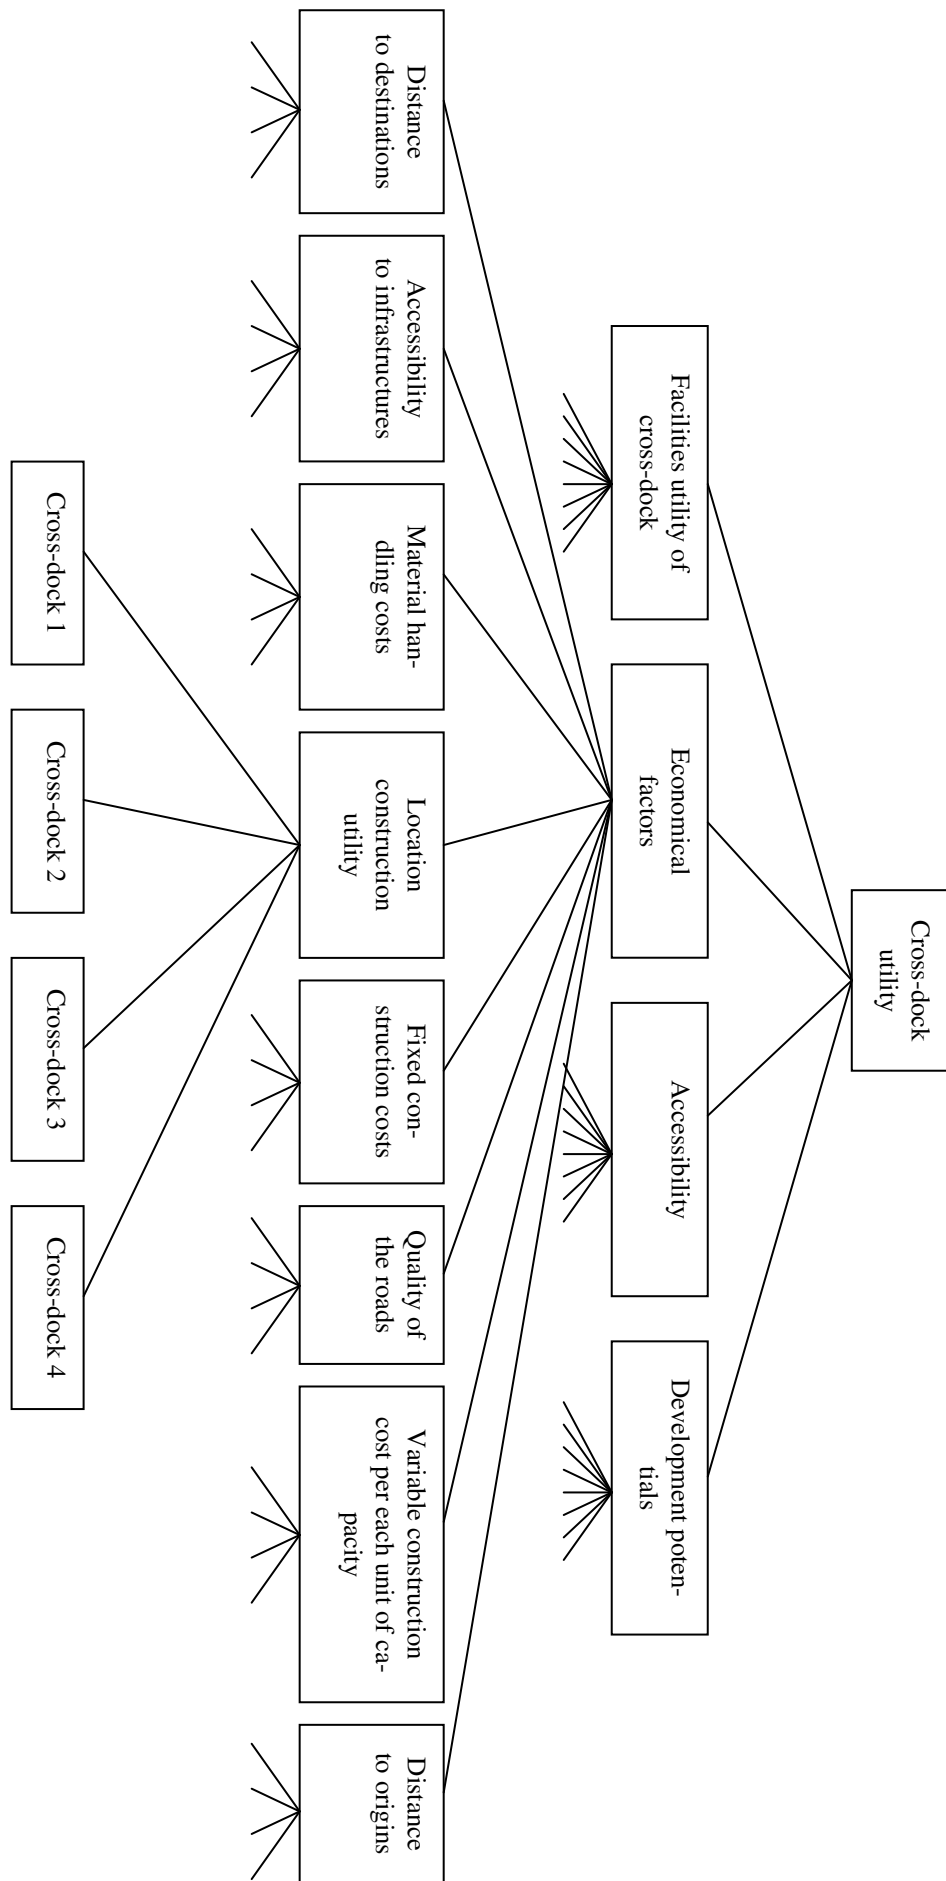 Cross-dock
utility
Facilities utility of
cross-dock
Economical
factors
Accessibility
Development poten-
tials
Distance
to destinations
Accessibility
to infrastructures
Material han-
dling costs
Location
construction
utility
Fixed con-
struction costs
Quality of
the roads
Variable construction
cost per each unit of ca-
pacity
Distance
to origins
Cross-dock 1
Cross-dock 2
Cross-dock 3
Cross-dock 4